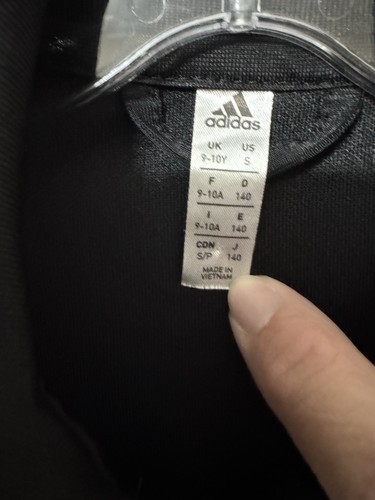 adidas
UK US
9-10Y S
F D
9-10A 140
I E
9-10A 140
CDN J
S/P 140
MADE IN
VIETNAM